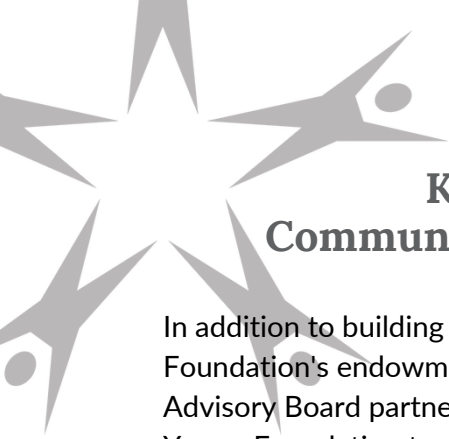 K
Commun
In addition to building
Foundation's endowm
Advisory Board partne